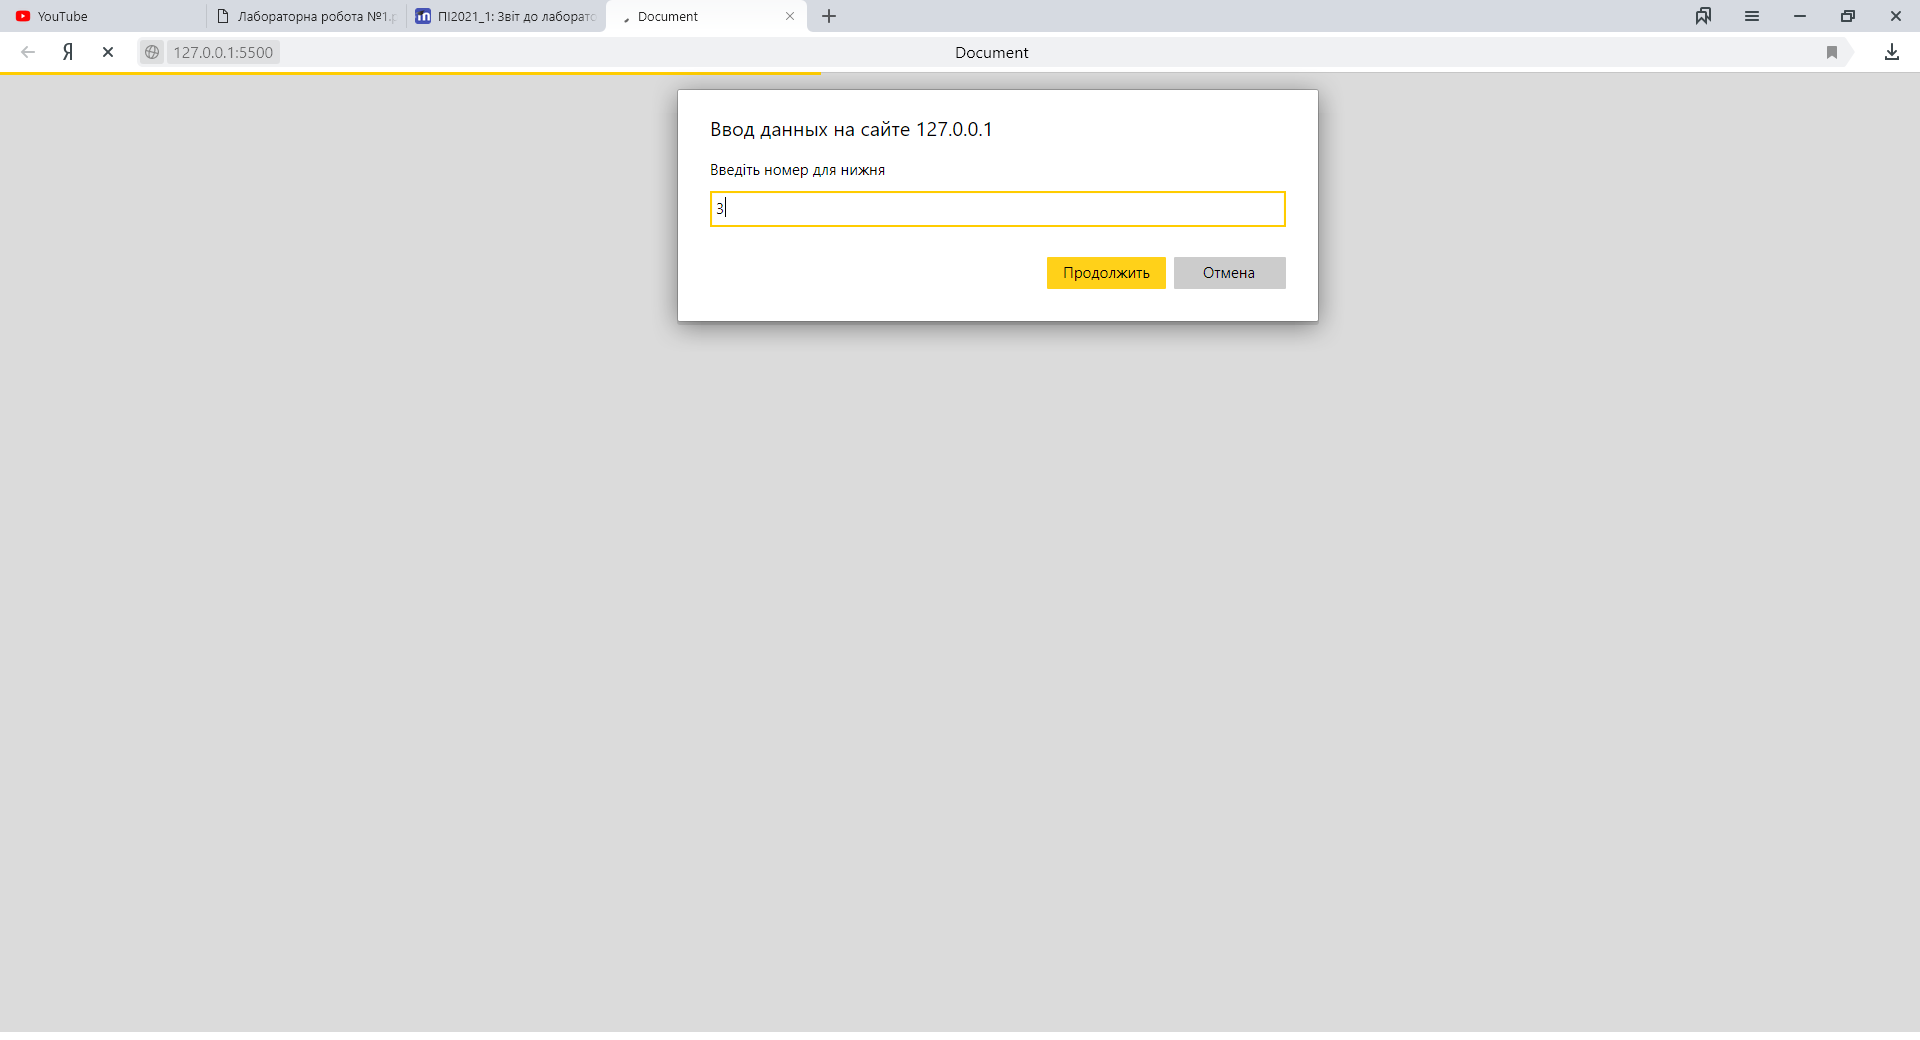 YouTube
Лабораторна робота №1.p
ПІ2021_1: Звіт до лаборато
Document
Я
127.0.0.1:5500
Document
Ввод данных на сайте 127.0.0.1
Введіть номер для нижня
3
Продолжить
Отмена